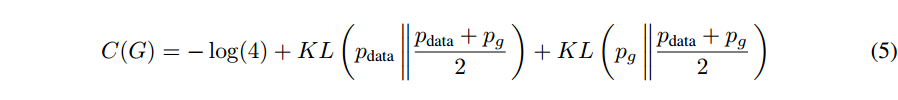 C(G) = − log(4) + KL ( p_data ‖ (p_data + p_g) / 2 ) + KL ( p_g ‖ (p_data + p_g) / 2 ) (5)